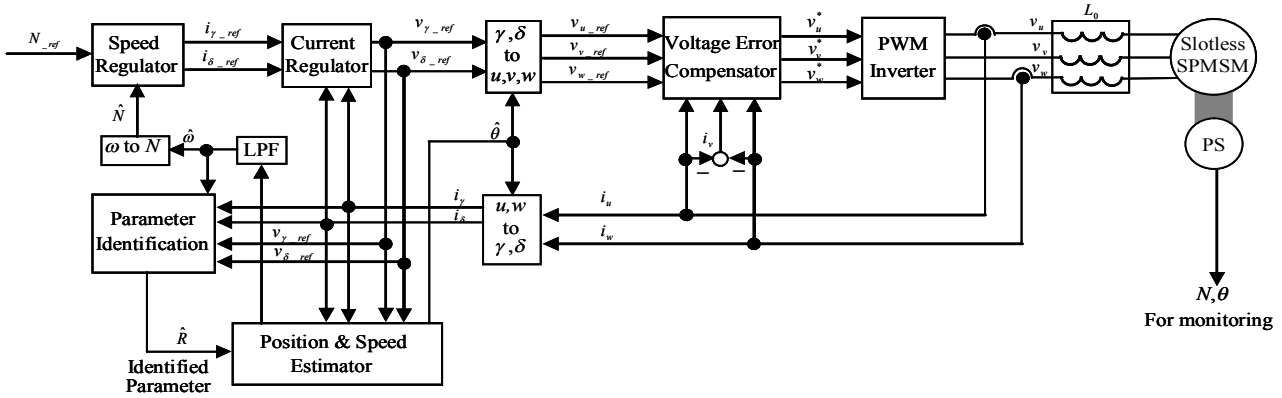 N_ref
Speed
Regulator
i_γ_ref
i_δ_ref
Current
Regulator
v_γ_ref
v_δ_ref
γ,δ
to
u,v,w
v_u_ref
v_v_ref
v_w_ref
Voltage Error
Compensator
v_u^*
v_v^*
v_w^*
PWM
Inverter
v_u
v_v
v_w
L_0
Slotless
SPMSM
PS
N̂
ω to N
ω̂
LPF
θ̂
i_v
−
−
Parameter
Identification
i_γ
i_δ
v_γ_ref
v_δ_ref
u,w
to
γ,δ
i_u
i_w
N,θ
For monitoring
R̂
Identified
Parameter
Position & Speed
Estimator